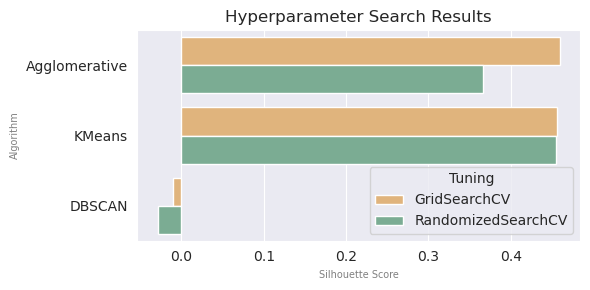 Hyperparameter Search Results
Algorithm
Agglomerative
KMeans
DBSCAN
Tuning
GridSearchCV
RandomizedSearchCV
0.0 0.1 0.2 0.3 0.4
Silhouette Score